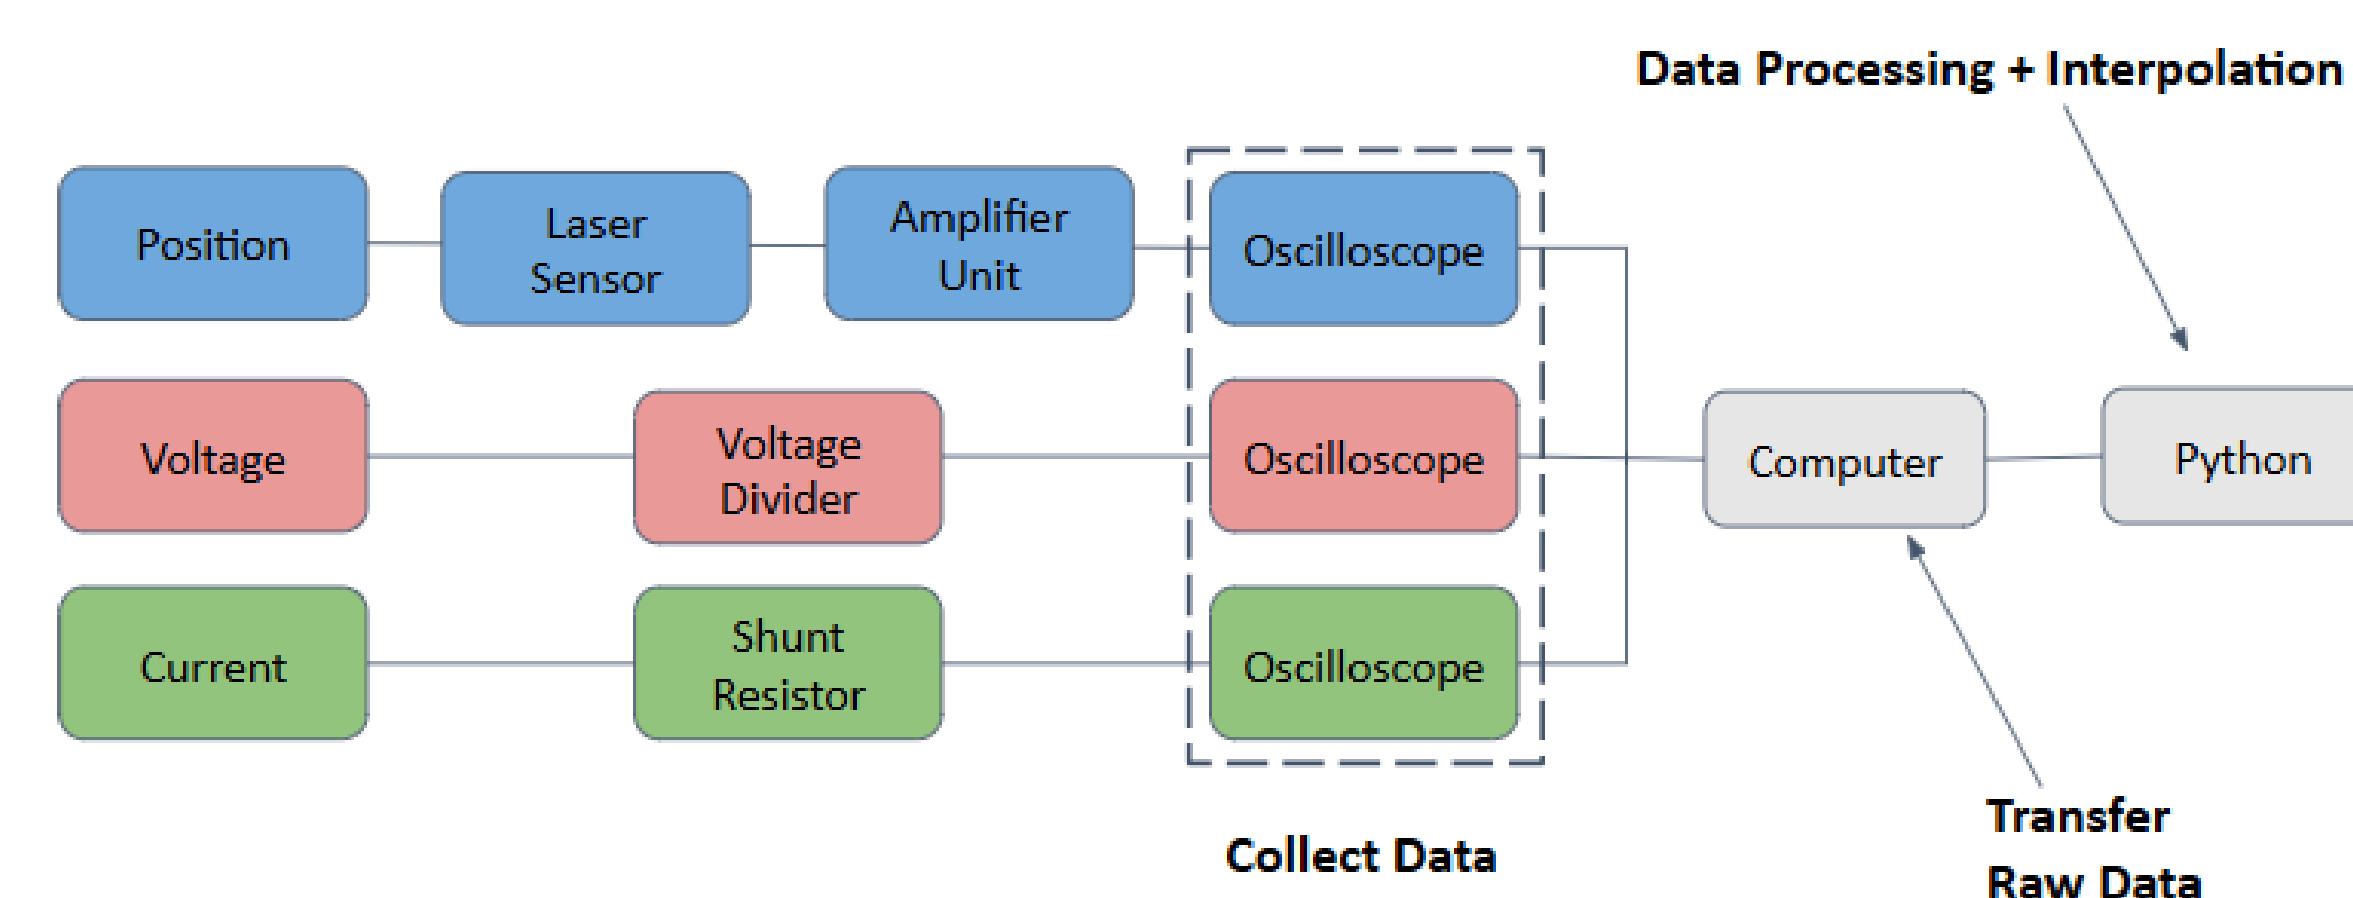 Data Processing + Interpolation
Position
Laser
Sensor
Amplifier
Unit
Oscilloscope
Voltage
Voltage
Divider
Oscilloscope
Computer
Python
Current
Shunt
Resistor
Oscilloscope
Collect Data
Transfer
Raw Data